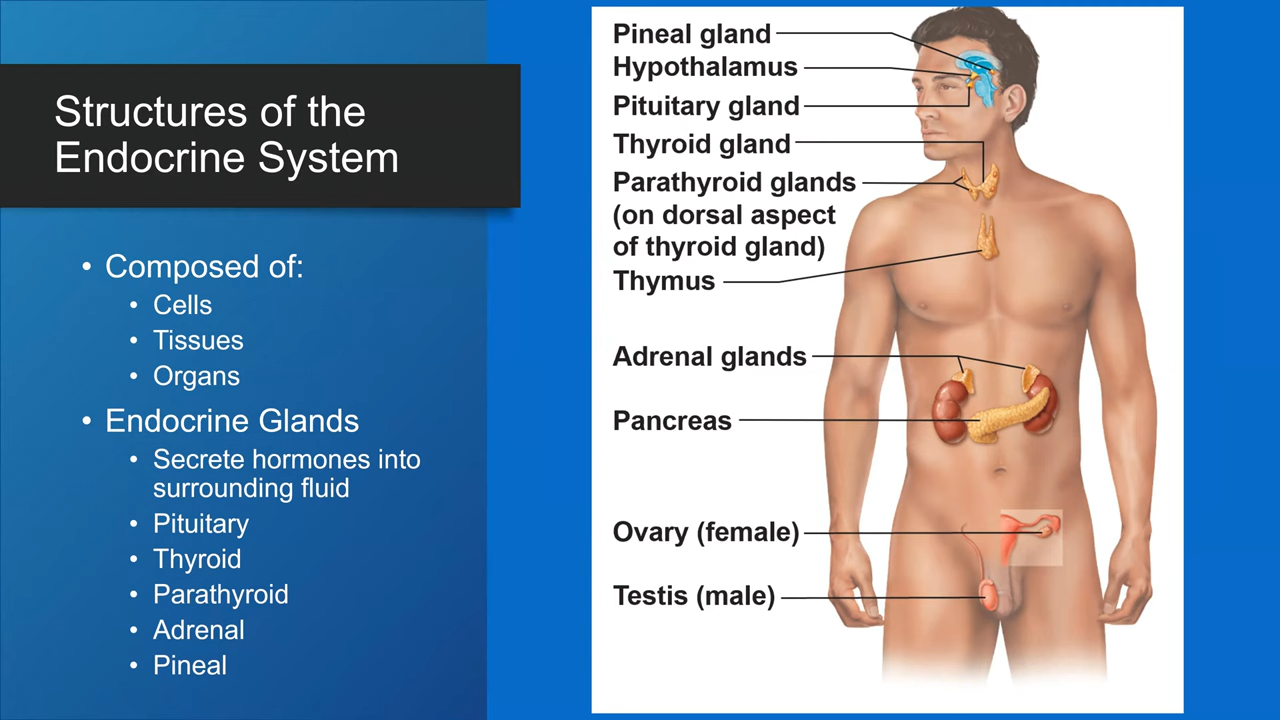 Structures of the
Endocrine System
• Composed of:
• Cells
• Tissues
• Organs
• Endocrine Glands
• Secrete hormones into
surrounding fluid
• Pituitary
• Thyroid
• Parathyroid
• Adrenal
• Pineal
Pineal gland
Hypothalamus
Pituitary gland
Thyroid gland
Parathyroid glands
(on dorsal aspect
of thyroid gland)
Thymus
Adrenal glands
Pancreas
Ovary (female)
Testis (male)